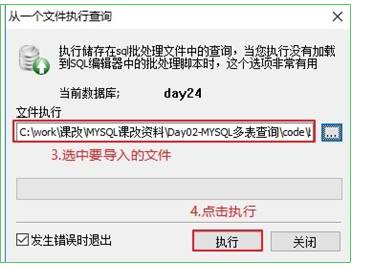 从一个文件执行查询
执行储存在sql批处理文件中的查询，当您执行没有加载
到SQL编辑器中的批处理脚本时，这个选项非常有用
当前数据库； day24
文件执行
C:\work\课改\MYSQL课改资料\Day02-MYSQL多表查询\code\
...
3.选中要导入的文件
4.点击执行
发生错误时退出
执行 关闭